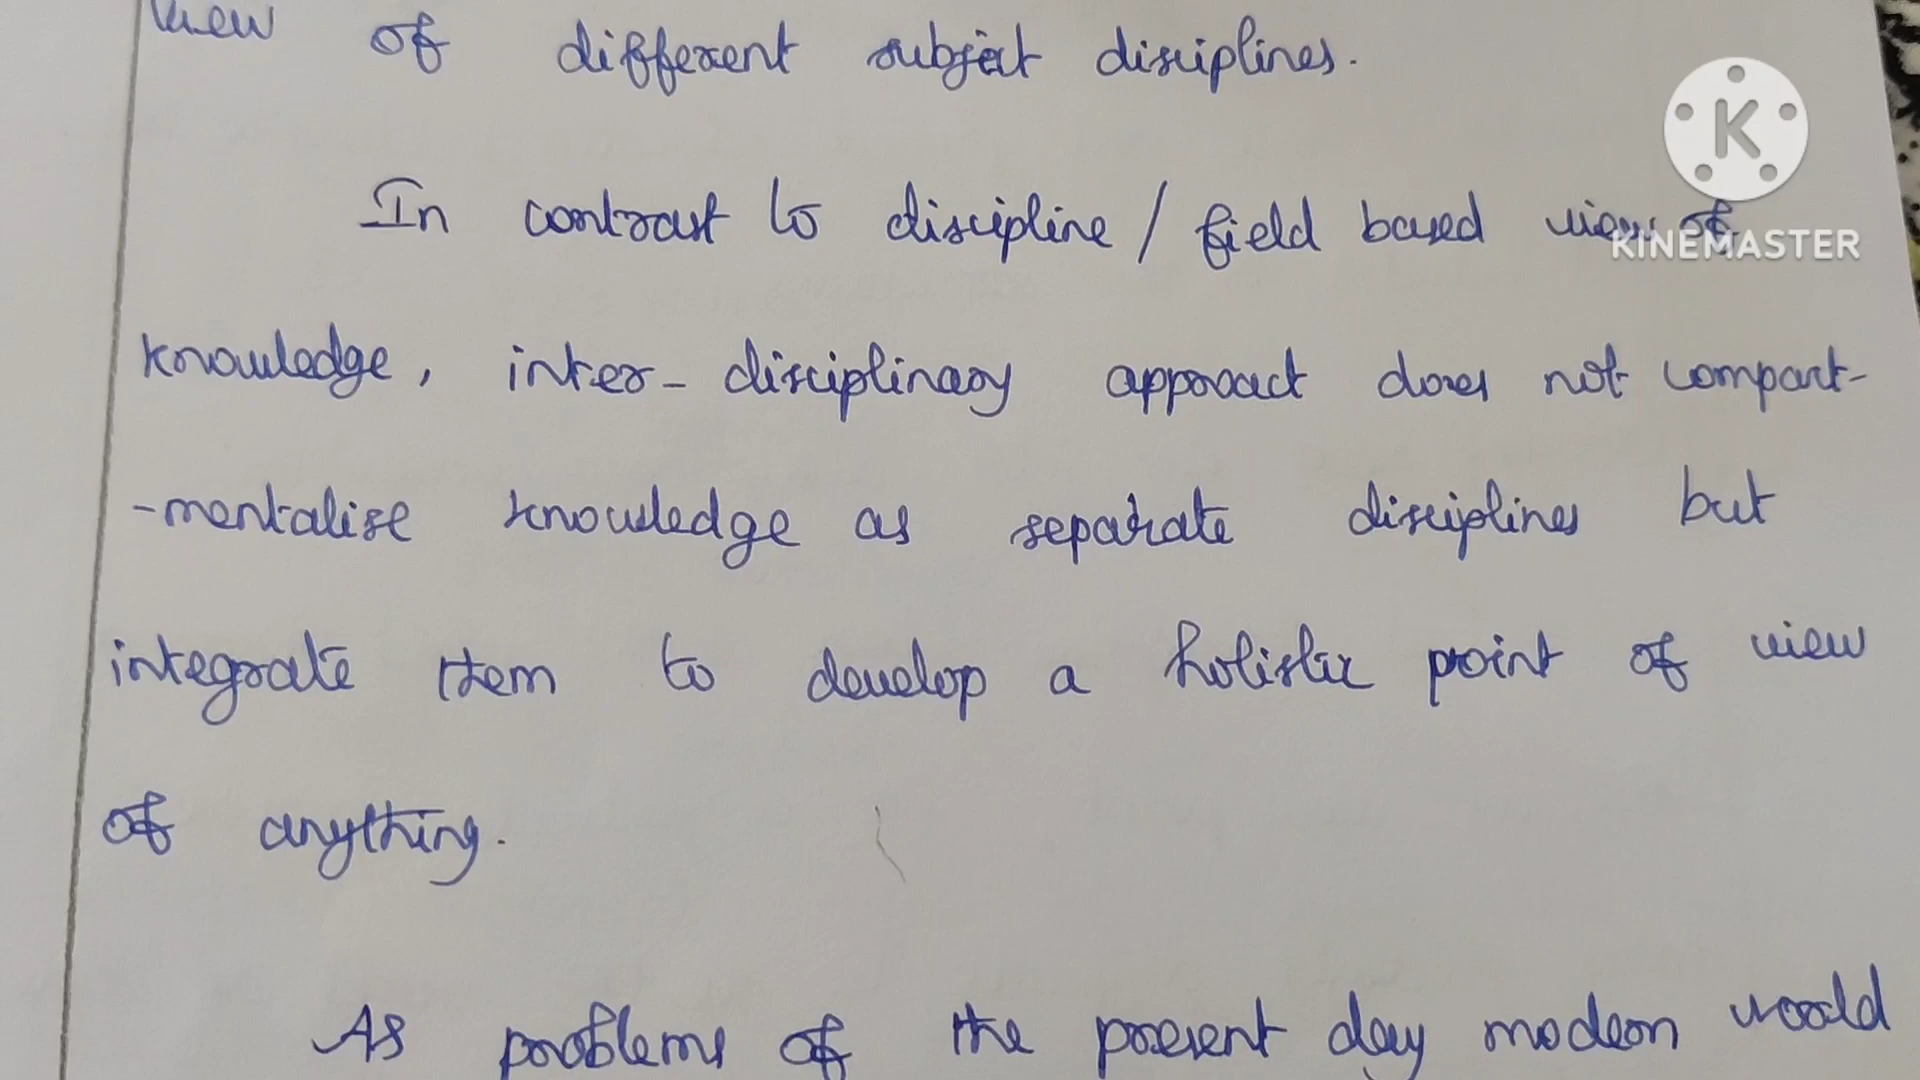 view of different subject disciplines.
K
In contrast to discipline / field based view of
KINEMASTER
knowledge, inter-disciplinary approact does not compart-
-mentalise knowledge as separate disciplines but
integrate them to develop a holistic point of view
of anything.
As problems of the present day modern world